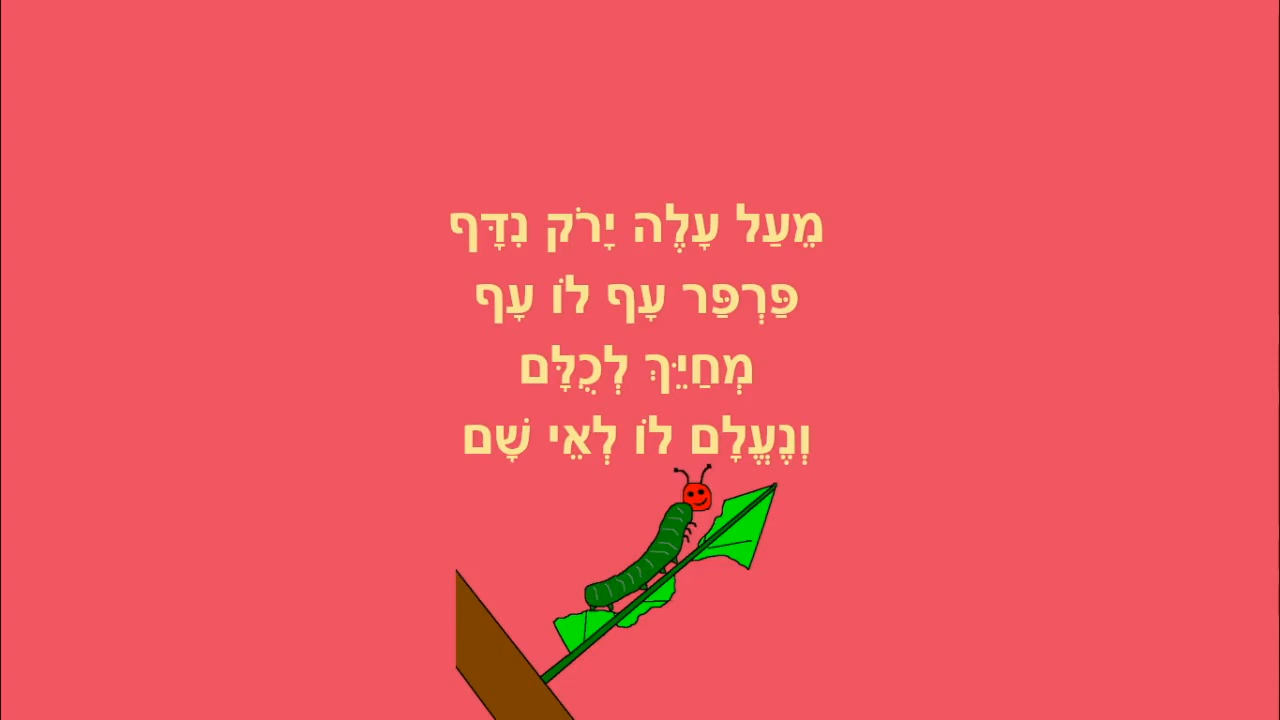 מֵעַל עָלֶה יָרֹק נִדָּף
פַּרְפַּר עָף לוֹ עָף
מְחַיֵּךְ לְכֻלָּם
וְנֶעֱלָם לוֹ לְאֵי שָׁם